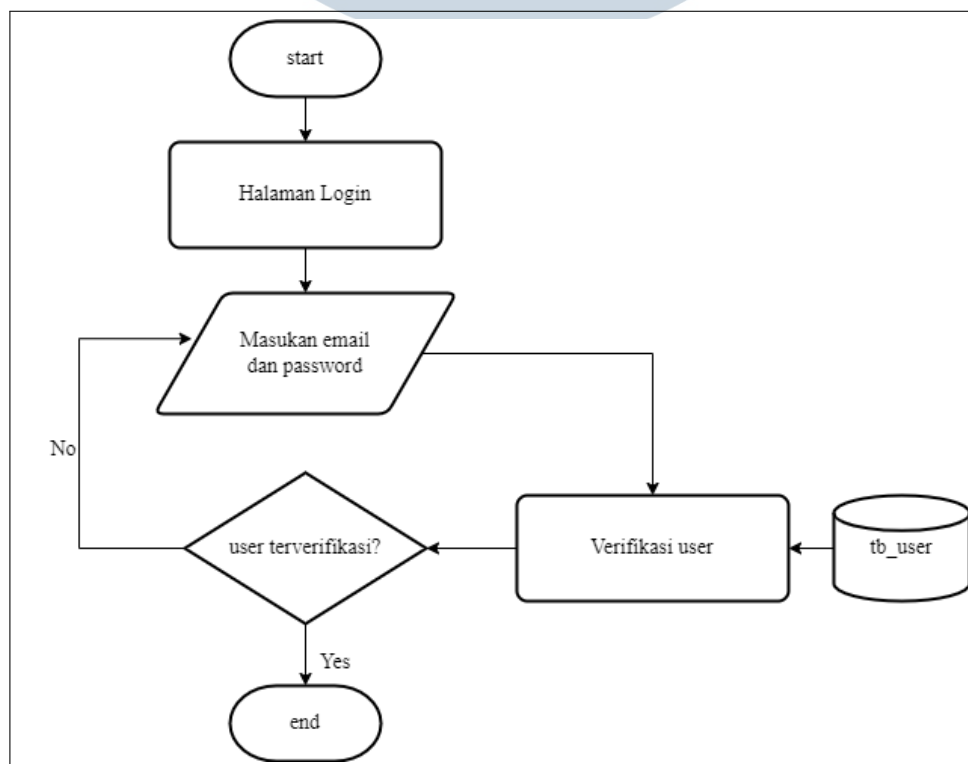 start
Halaman Login
Masukan email
dan password
No
user terverifikasi?
Verifikasi user
tb_user
Yes
end